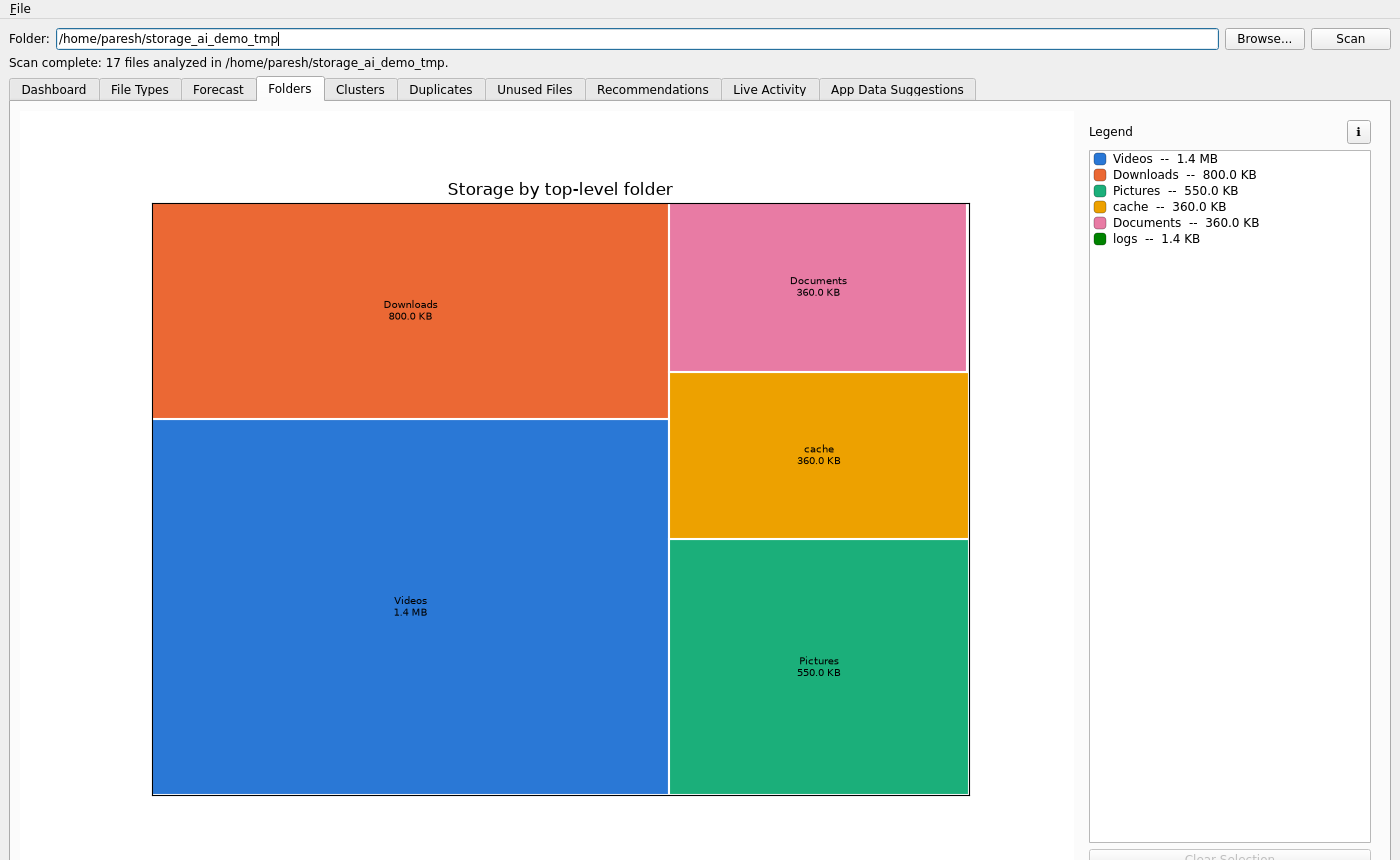 File
Folder: /home/paresh/storage_ai_demo_tmp Browse... Scan
Scan complete: 17 files analyzed in /home/paresh/storage_ai_demo_tmp.
Dashboard File Types Forecast Folders Clusters Duplicates Unused Files Recommendations Live Activity App Data Suggestions
Storage by top-level folder
Downloads
800.0 KB
Documents
360.0 KB
cache
360.0 KB
Videos
1.4 MB
Pictures
550.0 KB
Legend i
Videos -- 1.4 MB
Downloads -- 800.0 KB
Pictures -- 550.0 KB
cache -- 360.0 KB
Documents -- 360.0 KB
logs -- 1.4 KB
Clear Selection